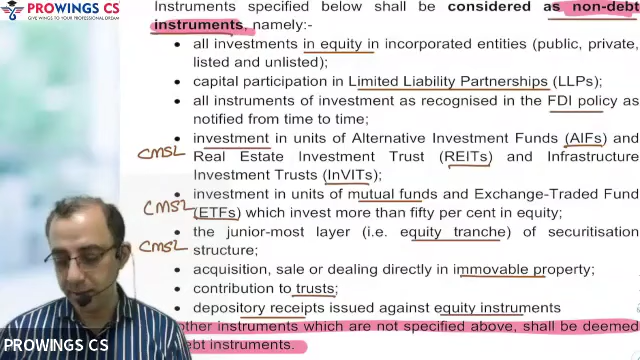 PROWINGS CS
GIVE WINGS TO YOUR PROFESSIONAL DREAM
Instruments specified below shall be considered as non-debt
instruments, namely:-
• all investments in equity in incorporated entities (public, private,
listed and unlisted);
• capital participation in Limited Liability Partnerships (LLPs);
• all instruments of investment as recognised in the FDI policy as
notified from time to time;
• investment in units of Alternative Investment Funds (AIFs) and
CMSL Real Estate Investment Trust (REITs) and Infrastructure
Investment Trusts (InVITs);
• investment in units of mutual funds and Exchange-Traded Fund
CMSL (ETFs) which invest more than fifty per cent in equity;
• the junior-most layer (i.e. equity tranche) of securitisation
CMSL structure;
• acquisition, sale or dealing directly in immovable property;
• contribution to trusts;
• depository receipts issued against equity instruments
other instruments which are not specified above, shall be deemed
debt instruments.
PROWINGS CS